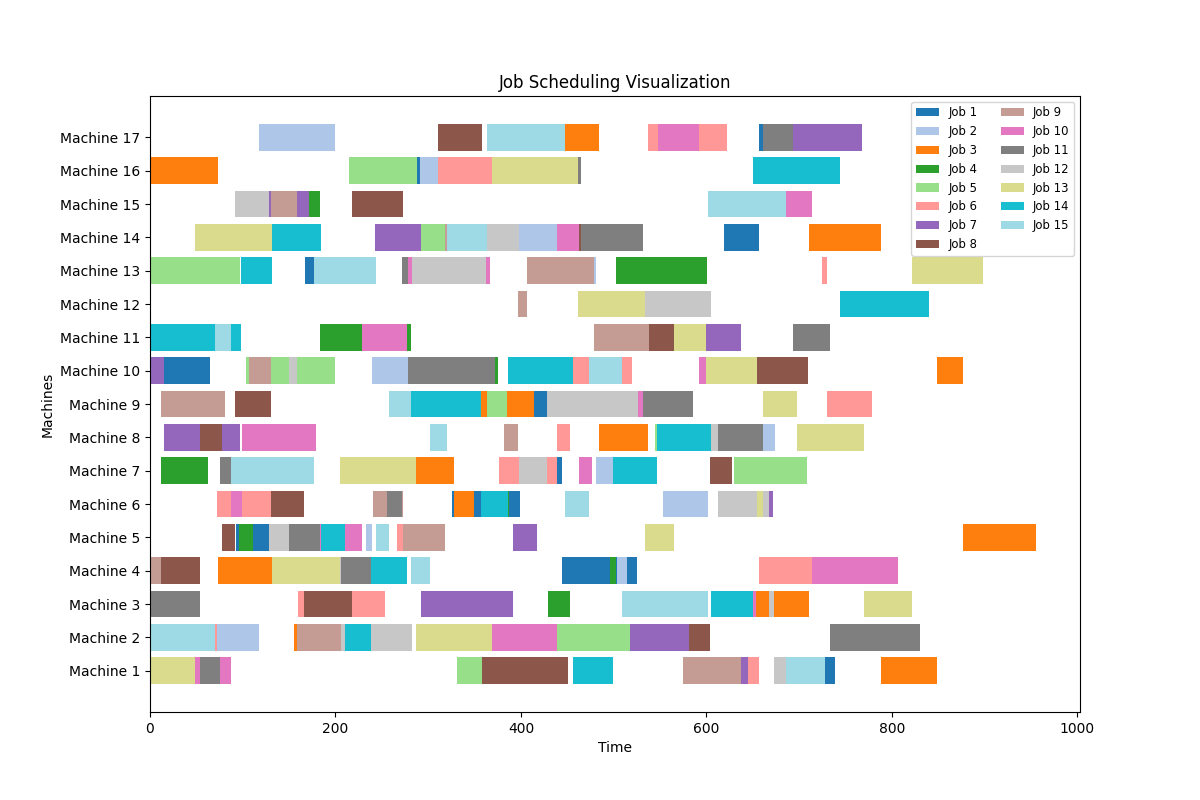 Job Scheduling Visualization
Machine 17
Machine 16
Machine 15
Machine 14
Machine 13
Machine 12
Machine 11
Machine 10
Machine 9
Machine 8
Machine 7
Machine 6
Machine 5
Machine 4
Machine 3
Machine 2
Machine 1
Machines
0 200 400 600 800 1000
Time
Job 1
Job 2
Job 3
Job 4
Job 5
Job 6
Job 7
Job 8
Job 9
Job 10
Job 11
Job 12
Job 13
Job 14
Job 15